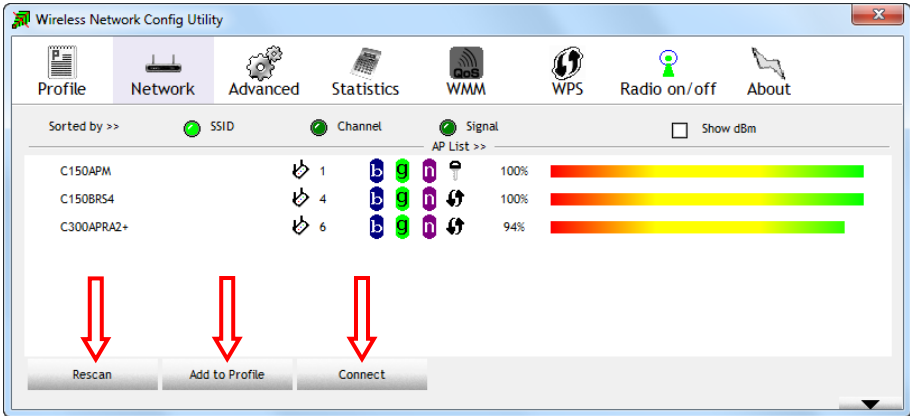 Wireless Network Config Utility
Profile Network Advanced Statistics QoS WMM WPS Radio on/off About
Sorted by >> SSID Channel Signal Show dBm
AP List >>
C150APM 1 b g n 100%
C150BRS4 4 b g n 100%
C300APRA2+ 6 b g n 94%
Rescan Add to Profile Connect